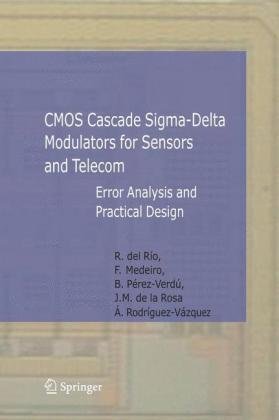 CMOS Cascade Sigma-Delta
Modulators for Sensors
and Telecom
Error Analysis and
Practical Design
R. del Río,
F. Medeiro,
B. Pérez-Verdú,
J.M. de la Rosa
Á. Rodríguez-Vázquez
Springer